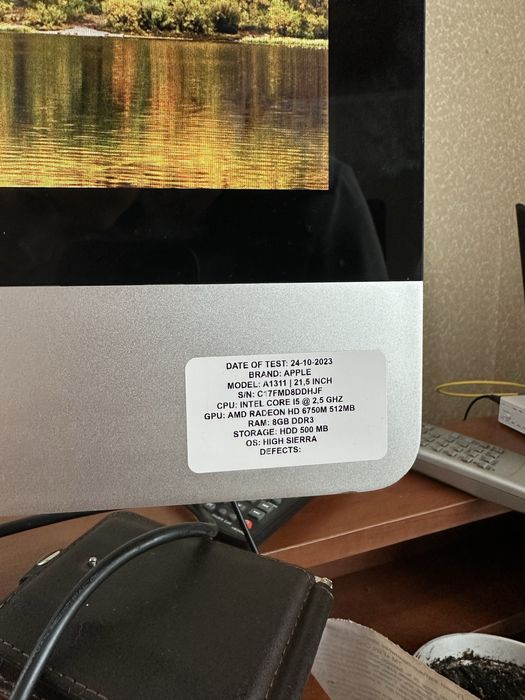 DATE OF TEST: 24-10-2023
BRAND: APPLE
MODEL: A1311 | 21,5 INCH
S/N: C17FMD8DDHJF
CPU: INTEL CORE I5 @ 2,5 GHZ
GPU: AMD RADEON HD 6750M 512MB
RAM: 8GB DDR3
STORAGE: HDD 500 MB
OS: HIGH SIERRA
DEFECTS: